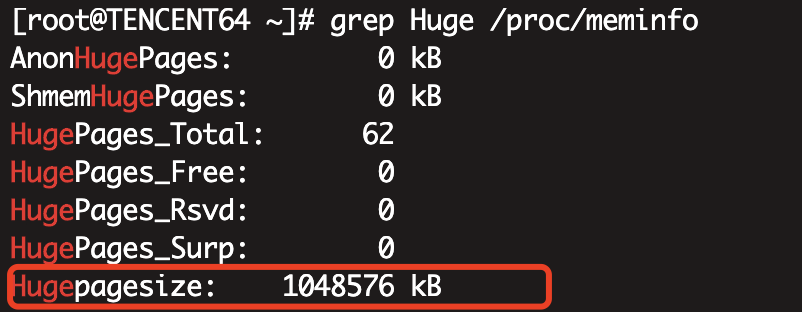 [root@TENCENT64 ~]# grep Huge /proc/meminfo
AnonHugePages:         0 kB
ShmemHugePages:        0 kB
HugePages_Total:      62
HugePages_Free:        0
HugePages_Rsvd:        0
HugePages_Surp:        0
Hugepagesize:    1048576 kB